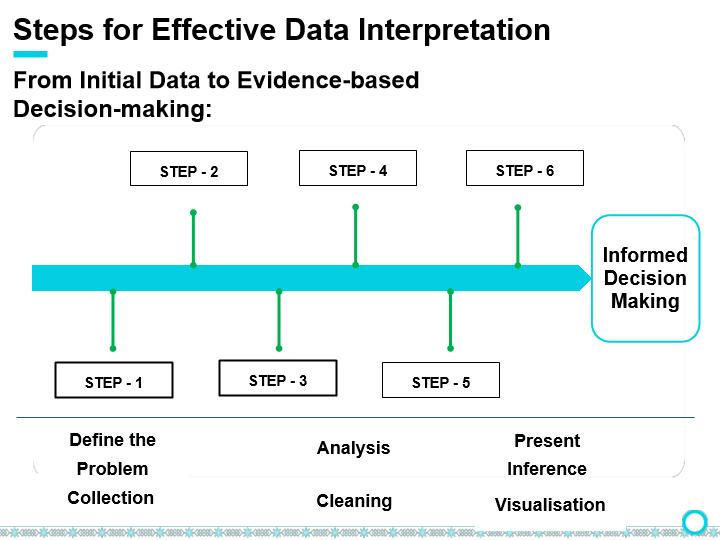 Steps for Effective Data Interpretation
From Initial Data to Evidence-based
Decision-making:
STEP - 2
STEP - 4
STEP - 6
Informed
Decision
Making
STEP - 1
STEP - 3
STEP - 5
Define the
Problem
Collection
Analysis
Cleaning
Present
Inference
Visualisation